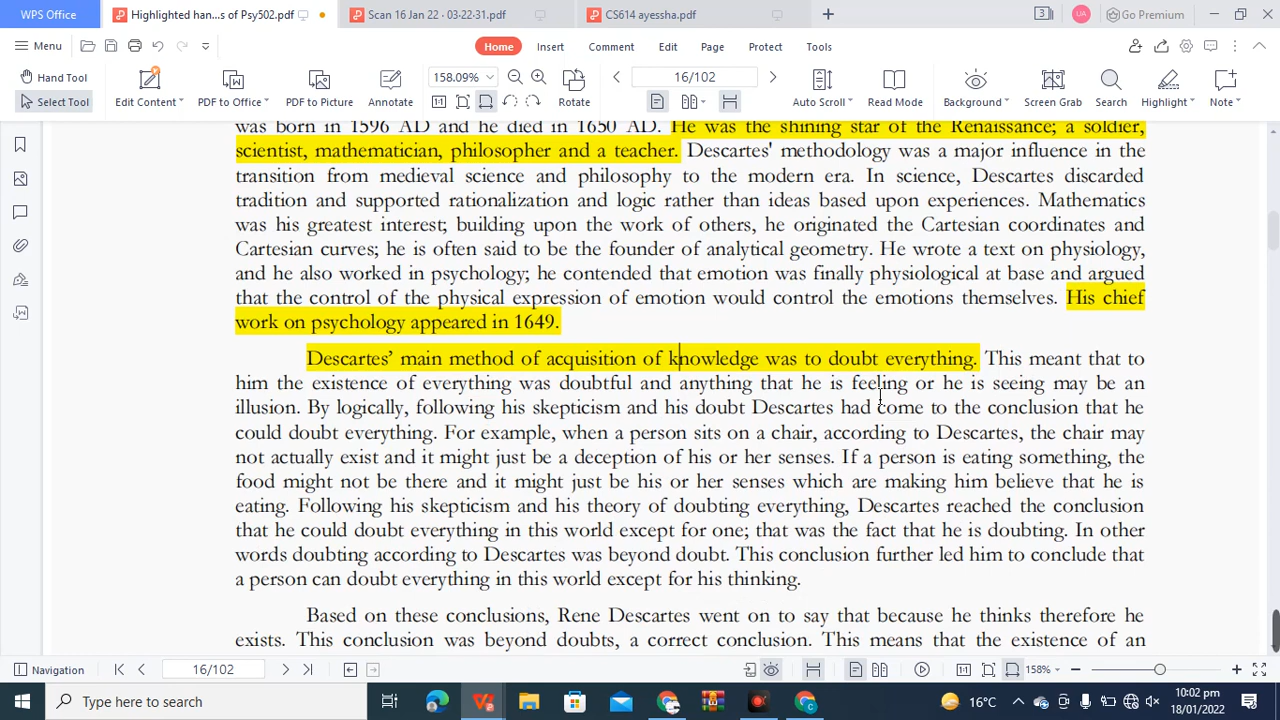 WPS Office
Highlighted han...s of Psy502.pdf
Scan 16 Jan 22 · 03-22-31.pdf
CS614 ayessha.pdf
3
UA
Go Premium
Menu
Home
Insert
Comment
Edit
Page
Protect
Tools
Hand Tool
Select Tool
Edit Content
PDF to Office
PDF to Picture
Annotate
158.09%
Rotate
16/102
Auto Scroll
Read Mode
Background
Screen Grab
Search
Highlight
Note
was born in 1596 AD and he died in 1650 AD. He was the shining star of the Renaissance; a soldier,
scientist, mathematician, philosopher and a teacher. Descartes' methodology was a major influence in the
transition from medieval science and philosophy to the modern era. In science, Descartes discarded
tradition and supported rationalization and logic rather than ideas based upon experiences. Mathematics
was his greatest interest; building upon the work of others, he originated the Cartesian coordinates and
Cartesian curves; he is often said to be the founder of analytical geometry. He wrote a text on physiology,
and he also worked in psychology; he contended that emotion was finally physiological at base and argued
that the control of the physical expression of emotion would control the emotions themselves. His chief
work on psychology appeared in 1649.
Descartes' main method of acquisition of knowledge was to doubt everything. This meant that to
him the existence of everything was doubtful and anything that he is feeling or he is seeing may be an
illusion. By logically, following his skepticism and his doubt Descartes had come to the conclusion that he
could doubt everything. For example, when a person sits on a chair, according to Descartes, the chair may
not actually exist and it might just be a deception of his or her senses. If a person is eating something, the
food might not be there and it might just be his or her senses which are making him believe that he is
eating. Following his skepticism and his theory of doubting everything, Descartes reached the conclusion
that he could doubt everything in this world except for one; that was the fact that he is doubting. In other
words doubting according to Descartes was beyond doubt. This conclusion further led him to conclude that
a person can doubt everything in this world except for his thinking.
Based on these conclusions, Rene Descartes went on to say that because he thinks therefore he
exists. This conclusion was beyond doubts, a correct conclusion. This means that the existence of an
Navigation
16/102
158%
Type here to search
16°C
10:02 pm
18/01/2022